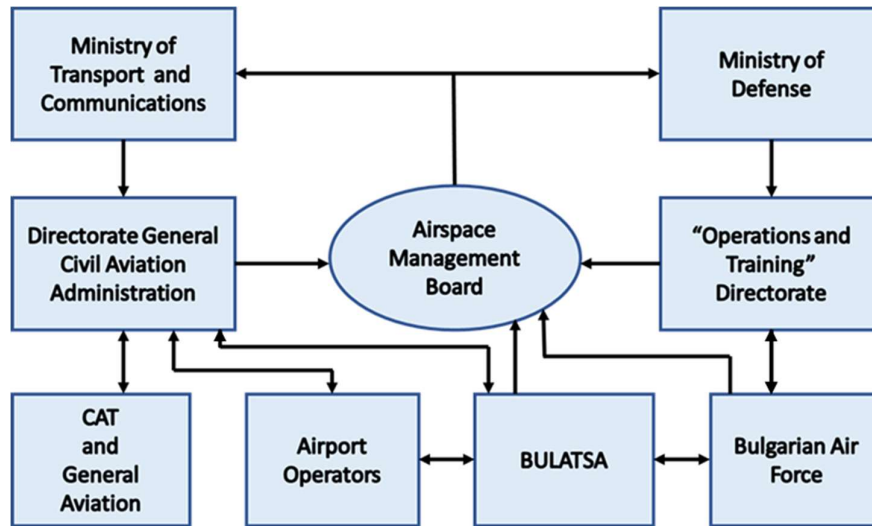 Ministry of
Transport and
Communications
Ministry of
Defense
Directorate General
Civil Aviation
Administration
Airspace
Management
Board
“Operations and
Training”
Directorate
CAT
and
General
Aviation
Airport
Operators
BULATSA
Bulgarian Air
Force